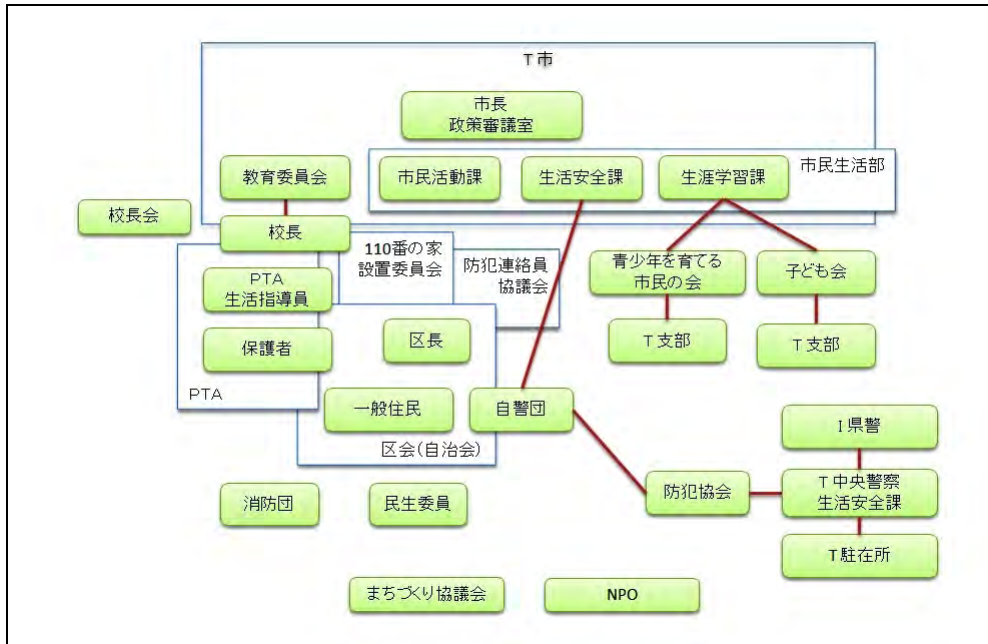 T市
市長
政策審議室
市民生活部
教育委員会
市民活動課
生活安全課
生涯学習課
校長会
校長
110番の家
設置委員会
防犯連絡員
協議会
青少年を育てる
市民の会
子ども会
PTA
生活指導員
T支部
T支部
保護者
区長
PTA
一般住民
自警団
区会(自治会)
I県警
防犯協会
T中央警察
生活安全課
消防団
民生委員
T駐在所
まちづくり協議会
NPO